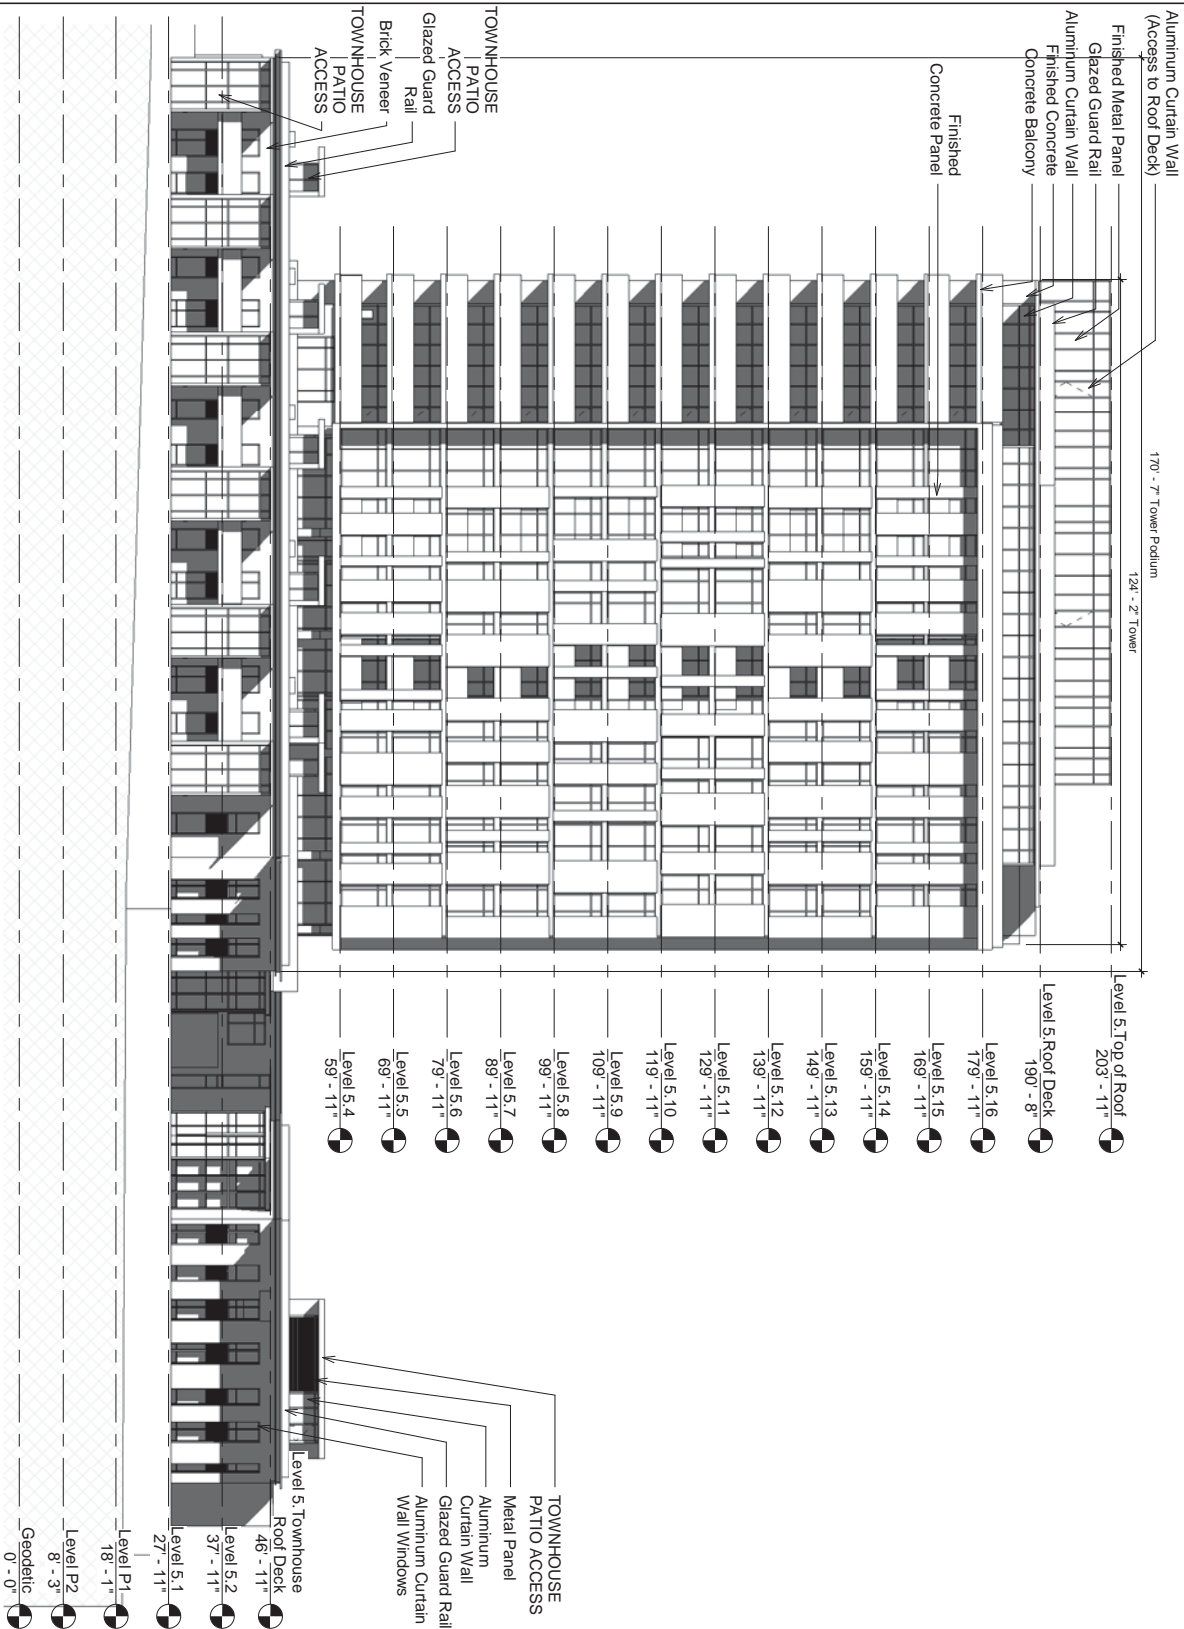 Aluminum Curtain Wall
(Access to Roof Deck)
Finished Metal Panel
Glazed Guard Rail
Aluminum Curtain Wall
Finished Concrete
Concrete Balcony
Finished
Concrete Panel
TOWNHOUSE
PATIO
ACCESS
Glazed Guard
Rail
Brick Veneer
TOWNHOUSE
PATIO
ACCESS
170' - 7" Tower Podium
124' - 2" Tower
Level 5.Top of Roof
203' - 11"
Level 5.Roof Deck
190' - 8"
Level 5.16
179' - 11"
Level 5.15
169' - 11"
Level 5.14
159' - 11"
Level 5.13
149' - 11"
Level 5.12
139' - 11"
Level 5.11
129' - 11"
Level 5.10
119' - 11"
Level 5.9
109' - 11"
Level 5.8
99' - 11"
Level 5.7
89' - 11"
Level 5.6
79' - 11"
Level 5.5
69' - 11"
Level 5.4
59' - 11"
TOWNHOUSE
PATIO ACCESS
Metal Panel
Aluminum
Curtain Wall
Glazed Guard Rail
Aluminum Curtain
Wall Windows
Level 5.Townhouse
Roof Deck
46' - 11"
Level 5.2
37' - 11"
Level 5.1
27' - 11"
Level P1
18' - 1"
Level P2
8' - 3"
Geodetic
0' - 0"